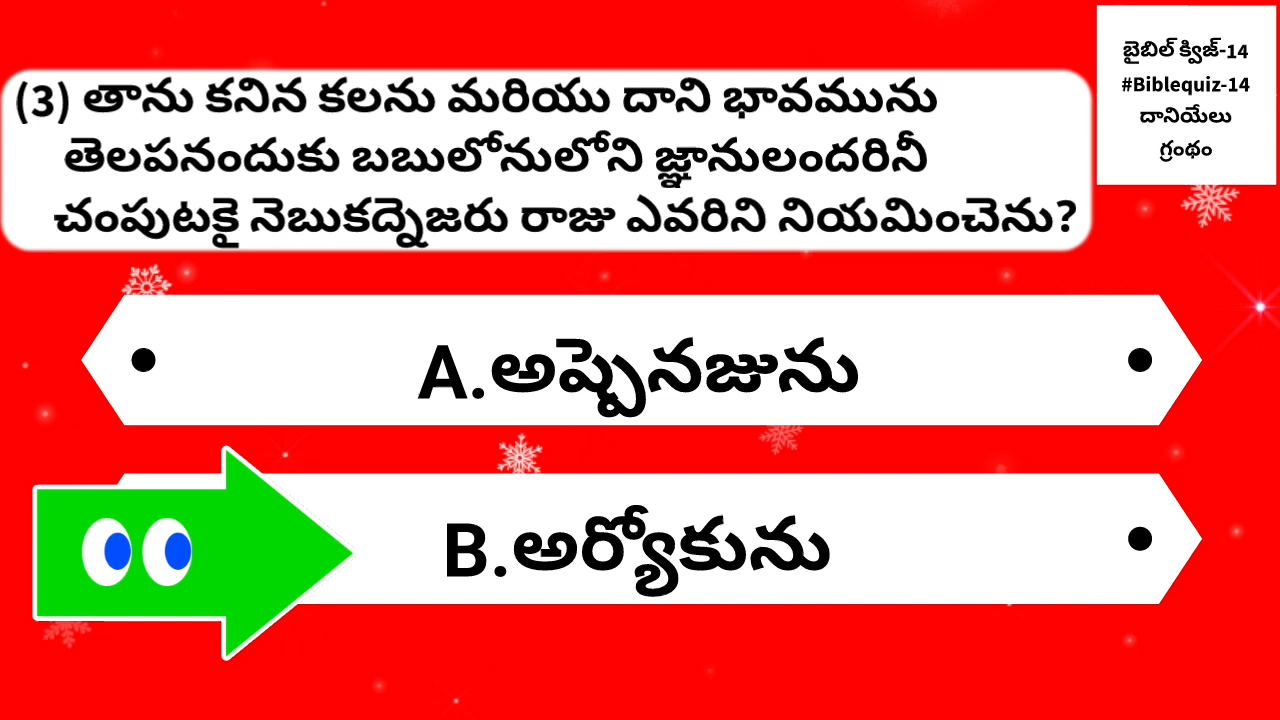 (3) తాను కనిన కలను మరియు దాని భావమును
తెలపనందుకు బబులోనులోని జ్ఞానులందరినీ
చంపుటకై నెబుకద్నెజరు రాజు ఎవరిని నియమించెను?
బైబిల్ క్విజ్-14
#Biblequiz-14
దానియేలు
గ్రంథం
A.అష్పెనజును
B.అర్యోకును